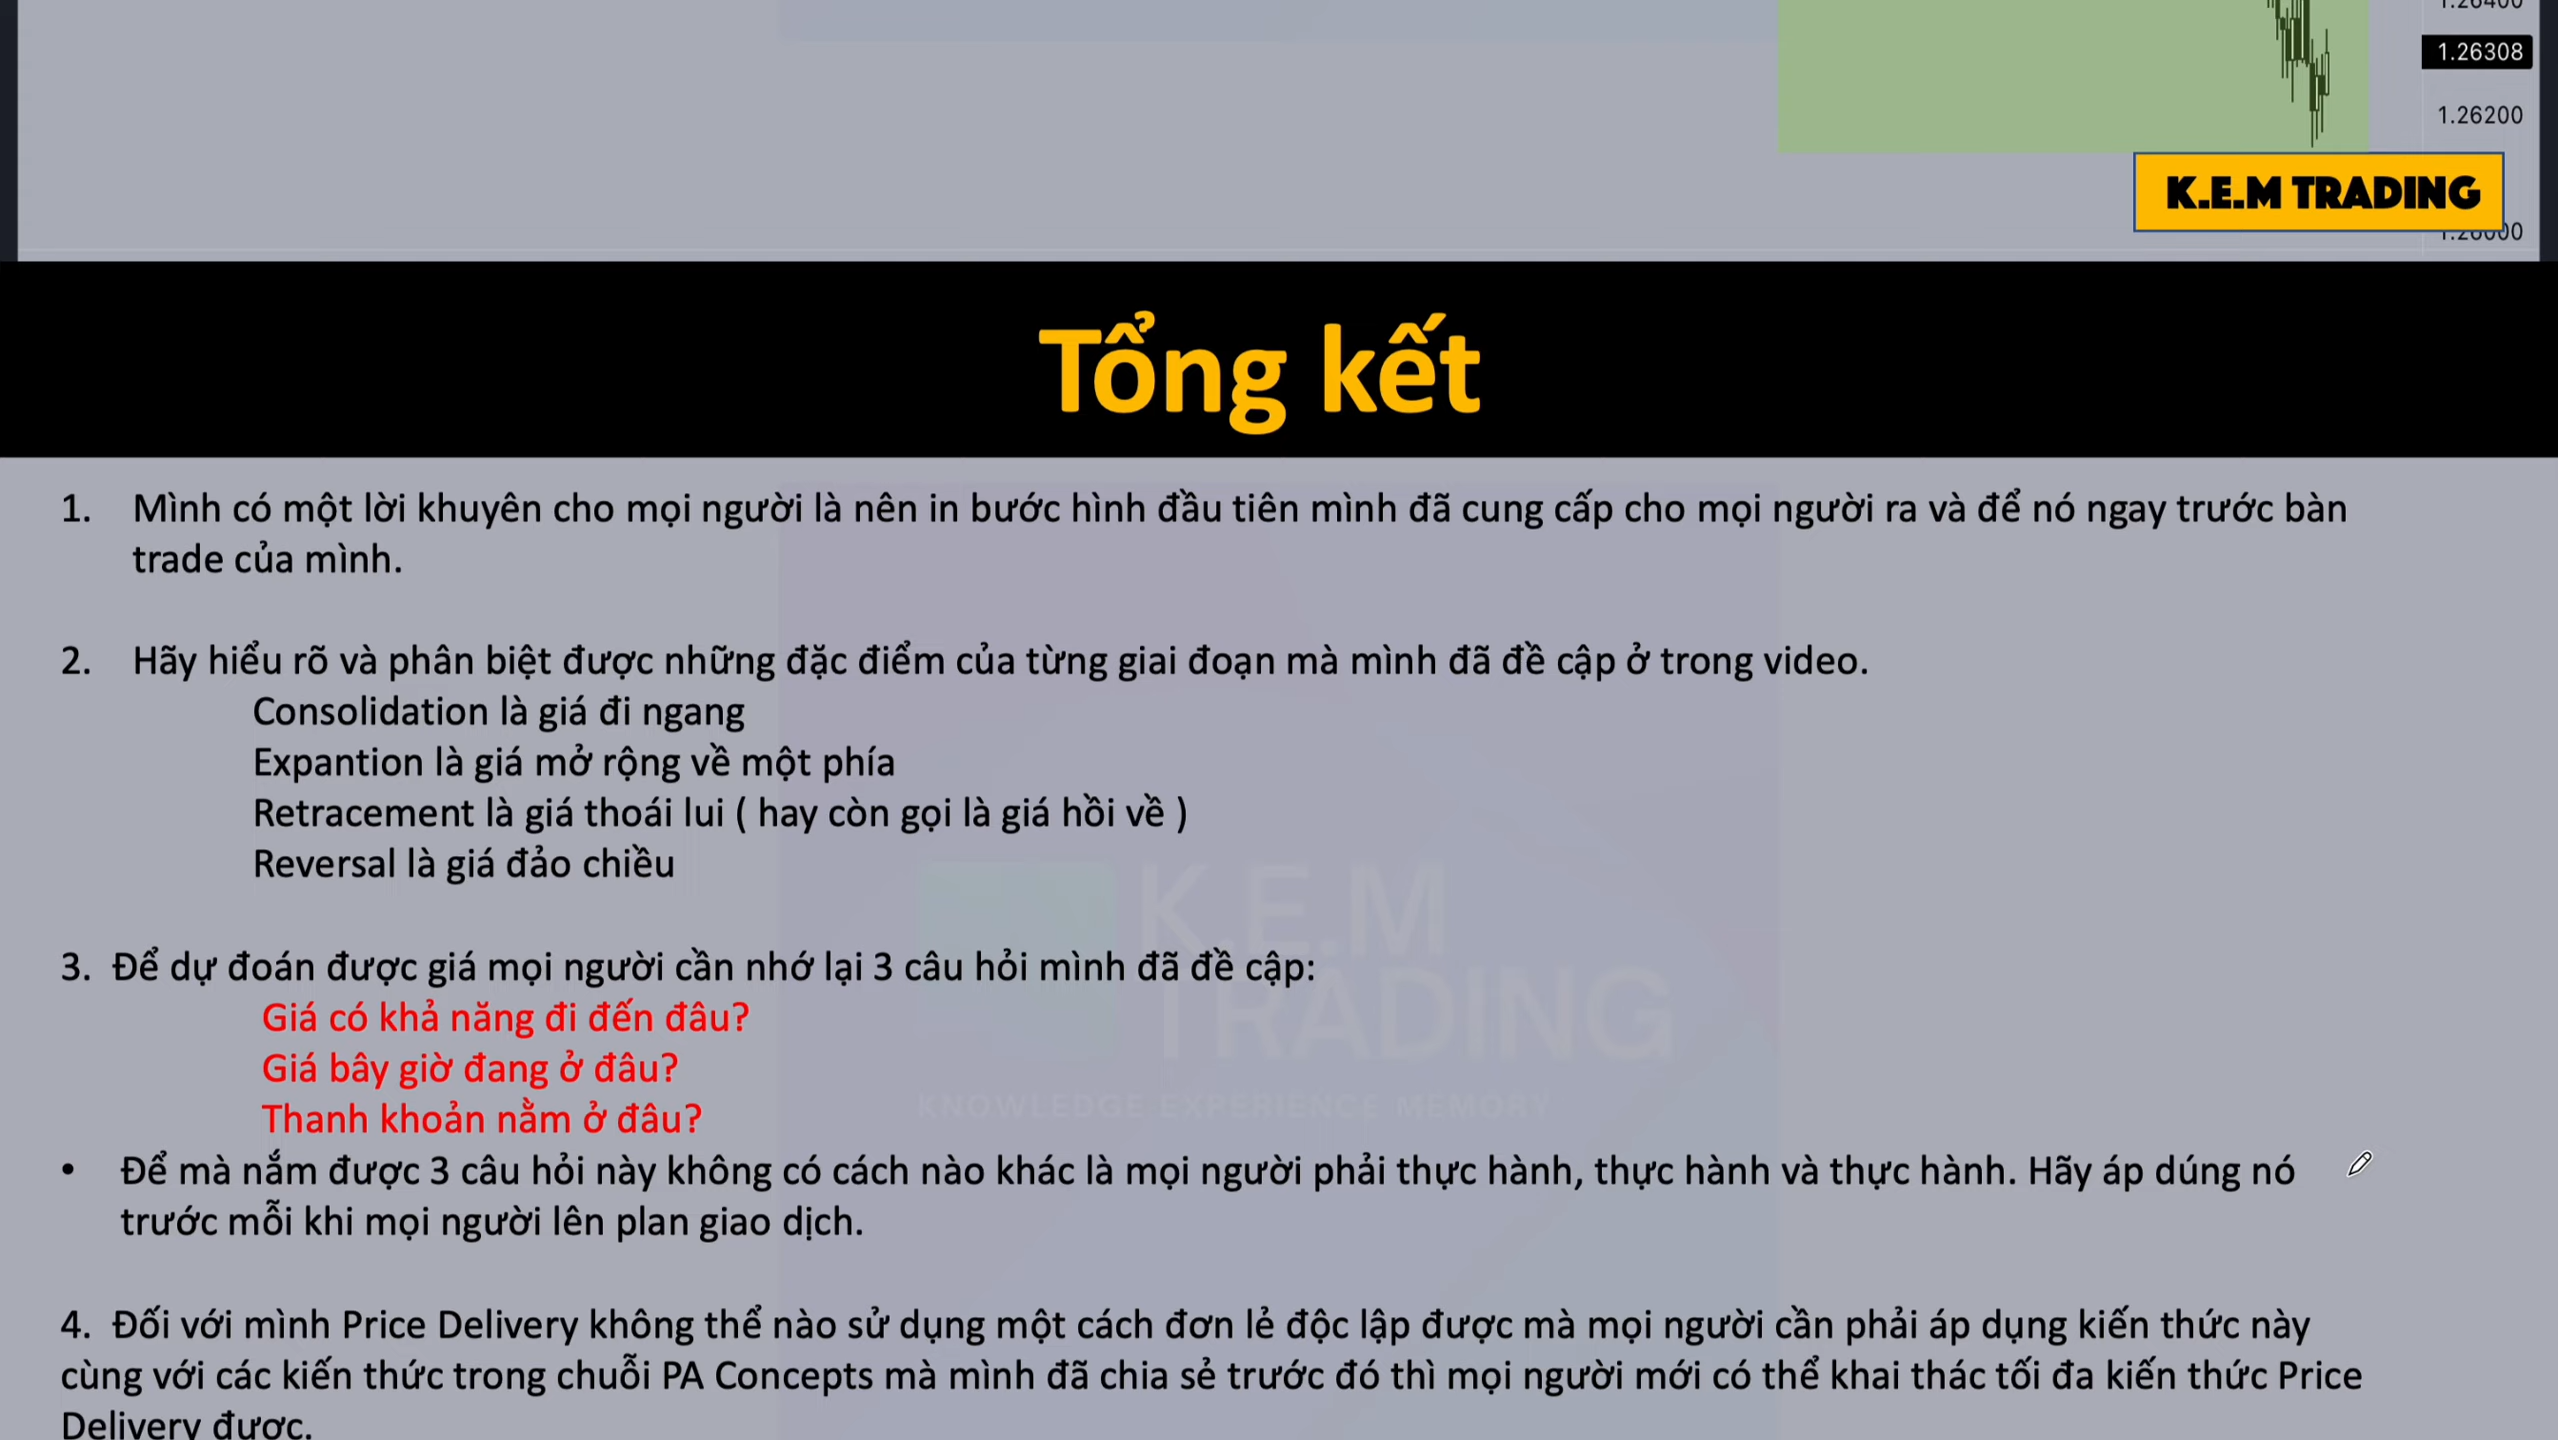 1.26308
1.26200
K.E.M TRADING
Tổng kết
1. Mình có một lời khuyên cho mọi người là nên in bước hình đầu tiên mình đã cung cấp cho mọi người ra và để nó ngay trước bàn
trade của mình.
2. Hãy hiểu rõ và phân biệt được những đặc điểm của từng giai đoạn mà mình đã đề cập ở trong video.
Consolidation là giá đi ngang
Expantion là giá mở rộng về một phía
Retracement là giá thoái lui ( hay còn gọi là giá hồi về )
Reversal là giá đảo chiều
3. Để dự đoán được giá mọi người cần nhớ lại 3 câu hỏi mình đã đề cập:
Giá có khả năng đi đến đâu?
Giá bây giờ đang ở đâu?
Thanh khoản nằm ở đâu?
• Để mà nắm được 3 câu hỏi này không có cách nào khác là mọi người phải thực hành, thực hành và thực hành. Hãy áp dúng nó
trước mỗi khi mọi người lên plan giao dịch.
4. Đối với mình Price Delivery không thể nào sử dụng một cách đơn lẻ độc lập được mà mọi người cần phải áp dụng kiến thức này
cùng với các kiến thức trong chuỗi PA Concepts mà mình đã chia sẻ trước đó thì mọi người mới có thể khai thác tối đa kiến thức Price
Delivery được.
K.E.M
TRADING
KNOWLEDGE EXPERIENCE MEMORY